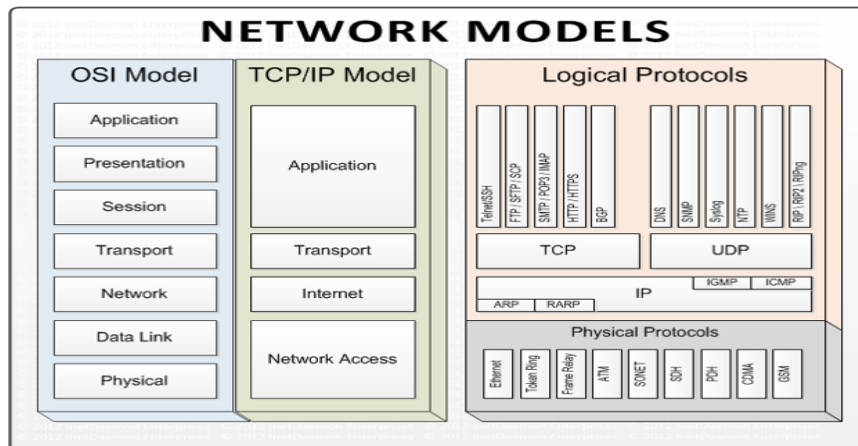 NETWORK MODELS
OSI Model
Application
Presentation
Session
Transport
Network
Data Link
Physical
TCP/IP Model
Application
Transport
Internet
Network Access
Logical Protocols
Telnet/SSH
FTP / SFTP / SCP
SMTP / POP3 / IMAP
HTTP / HTTPS
BGP
DNS
SNMP
Syslog
NTP
WINS
RIP \ RIP2 \ RIPng
TCP
UDP
IP
IGMP
ICMP
ARP
RARP
Physical Protocols
Ethernet
Token Ring
Frame Relay
ATM
SONET
SDH
PDH
CDMA
GSM